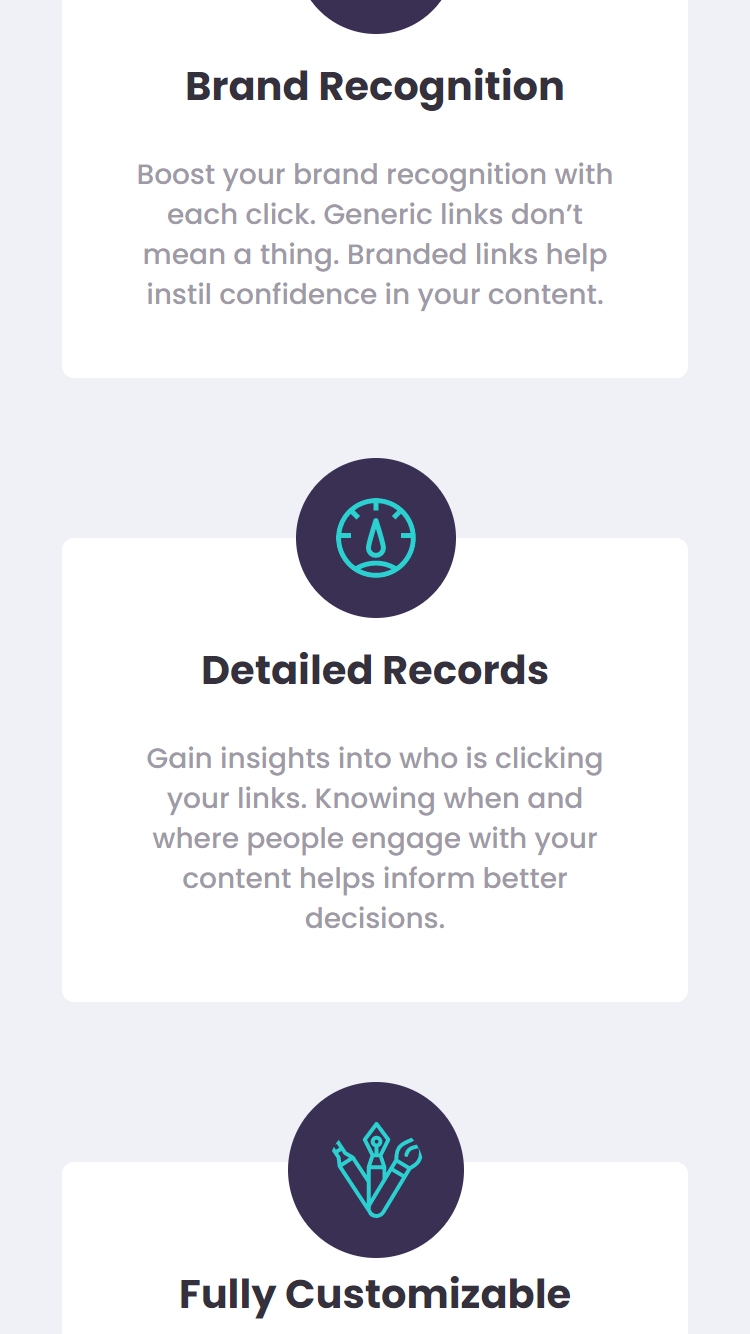 Brand Recognition
Boost your brand recognition with
each click. Generic links don’t
mean a thing. Branded links help
instil confidence in your content.
Detailed Records
Gain insights into who is clicking
your links. Knowing when and
where people engage with your
content helps inform better
decisions.
Fully Customizable